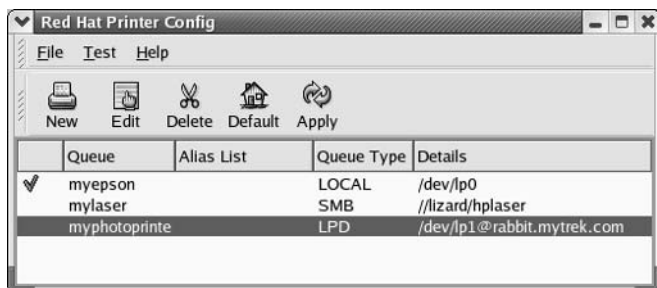 Red Hat Printer Config
File Test Help
New Edit Delete Default Apply
Queue Alias List Queue Type Details
myepson LOCAL /dev/lp0
mylaser SMB //lizard/hplaser
myphotoprinte LPD /dev/lp1@rabbit.mytrek.com